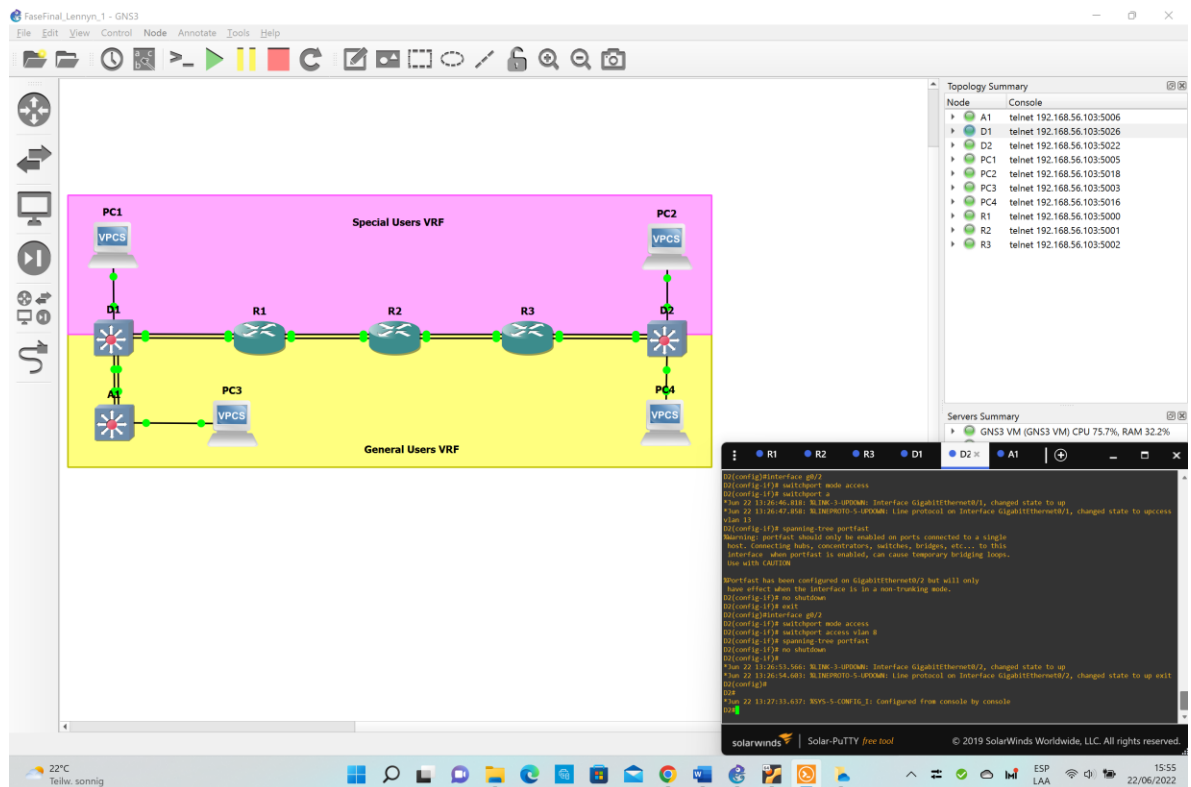 FaseFinal_Lennyn_1 - GNS3
File Edit View Control Node Annotate Tools Help
Topology Summary
Node Console
A1 telnet 192.168.56.103:5006
D1 telnet 192.168.56.103:5026
D2 telnet 192.168.56.103:5022
PC1 telnet 192.168.56.103:5005
PC2 telnet 192.168.56.103:5018
PC3 telnet 192.168.56.103:5003
PC4 telnet 192.168.56.103:5016
R1 telnet 192.168.56.103:5000
R2 telnet 192.168.56.103:5001
R3 telnet 192.168.56.103:5002
PC1
Special Users VRF
PC2
VPCS
VPCS
D1
R1
R2
R3
D2
A1
PC3
PC4
VPCS
VPCS
General Users VRF
Servers Summary
GNS3 VM (GNS3 VM) CPU 75.7%, RAM 32.2%
R1 R2 R3 D1 D2 A1
D2(config)#interface g0/2
D2(config-if)# switchport mode access
D2(config-if)# switchport a
*Jun 22 13:26:46.818: %LINK-3-UPDOWN: Interface GigabitEthernet0/1, changed state to up
*Jun 22 13:26:47.858: %LINEPROTO-5-UPDOWN: Line protocol on Interface GigabitEthernet0/1, changed state to upccess
vlan 13
D2(config-if)# spanning-tree portfast
%Warning: portfast should only be enabled on ports connected to a single
host. Connecting hubs, concentrators, switches, bridges, etc... to this
interface when portfast is enabled, can cause temporary bridging loops.
Use with CAUTION
%Portfast has been configured on GigabitEthernet0/2 but will only
have effect when the interface is in a non-trunking mode.
D2(config-if)# no shutdown
D2(config-if)# exit
D2(config)#interface g0/2
D2(config-if)# switchport mode access
D2(config-if)# switchport access vlan 8
D2(config-if)# spanning-tree portfast
D2(config-if)# no shutdown
D2(config-if)#
*Jun 22 13:26:53.566: %LINK-3-UPDOWN: Interface GigabitEthernet0/2, changed state to up
*Jun 22 13:26:54.603: %LINEPROTO-5-UPDOWN: Line protocol on Interface GigabitEthernet0/2, changed state to up exit
D2(config)#
D2#
*Jun 22 13:27:33.637: %SYS-5-CONFIG_I: Configured from console by console
D2#
solarwinds Solar-PuTTY free tool © 2019 SolarWinds Worldwide, LLC. All rights reserved.
22°C
Teilw. sonnig
ESP
LAA
15:55
22/06/2022